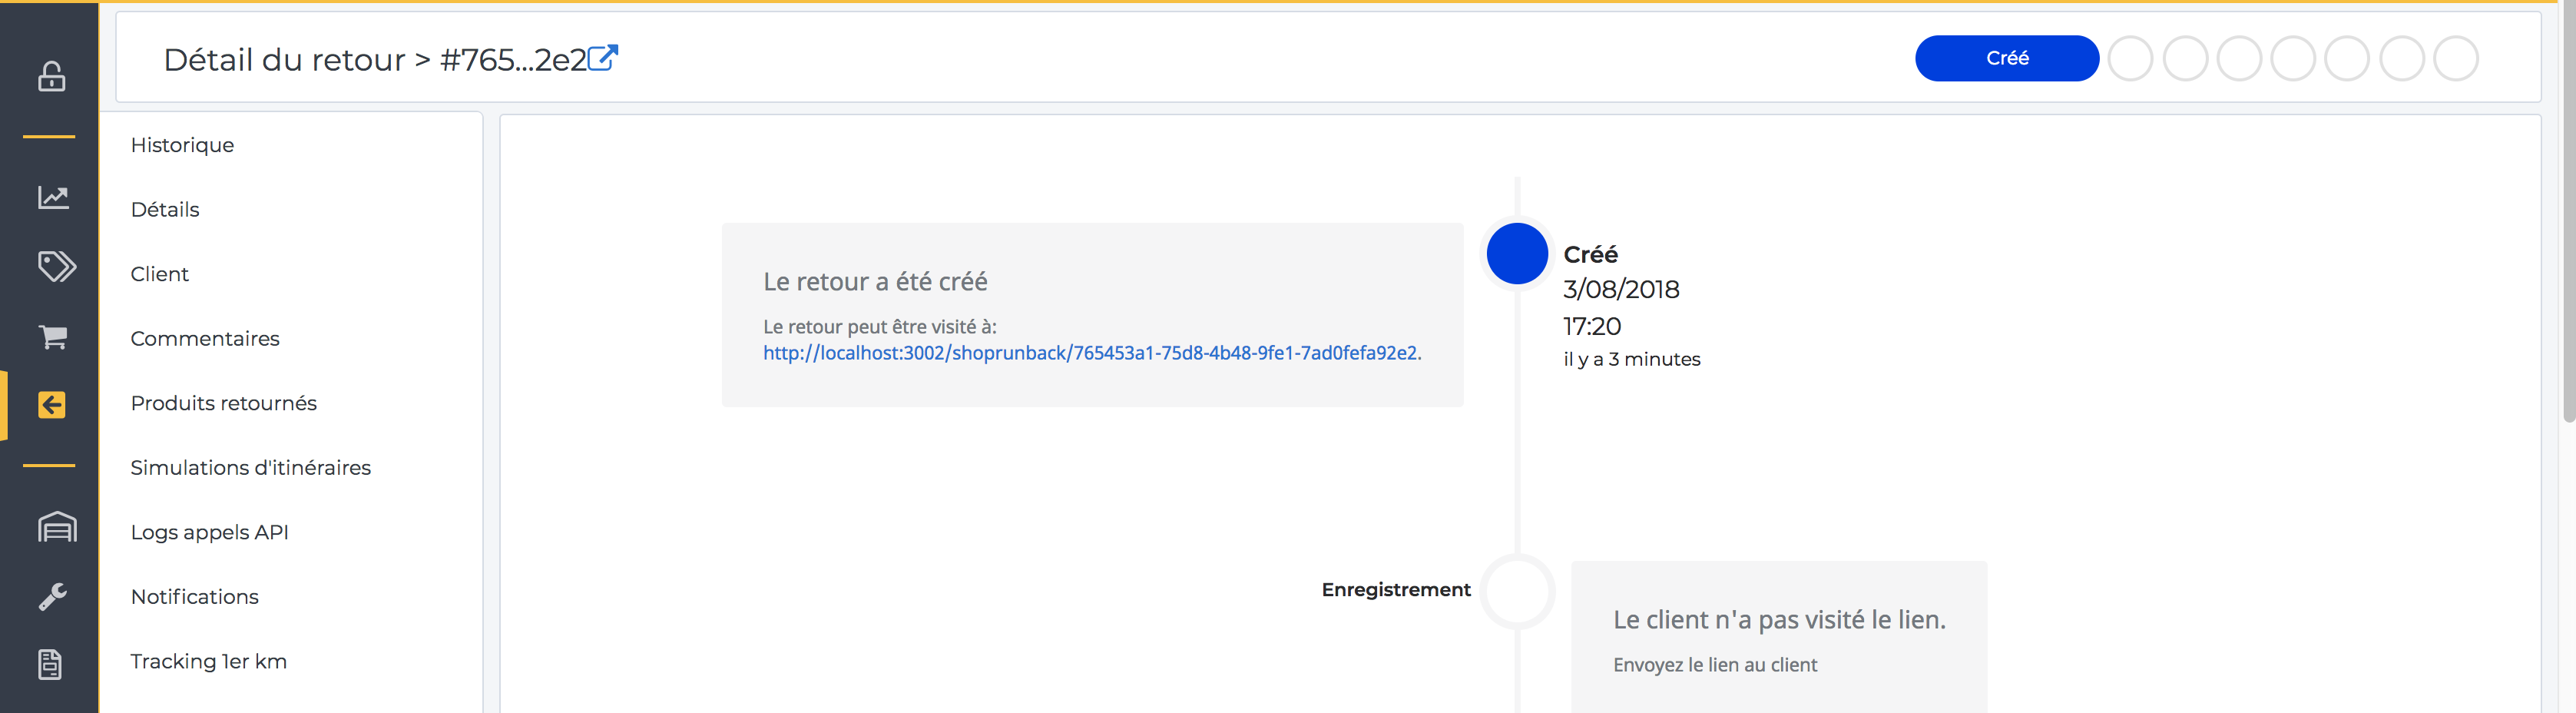 Détail du retour > #765...2e2
Créé
Historique
Détails
Client
Commentaires
Produits retournés
Simulations d'itinéraires
Logs appels API
Notifications
Tracking 1er km
Le retour a été créé
Le retour peut être visité à:
http://localhost:3002/shoprunback/765453a1-75d8-4b48-9fe1-7ad0fefa92e2.
Créé
3/08/2018
17:20
il y a 3 minutes
Enregistrement
Le client n'a pas visité le lien.
Envoyez le lien au client